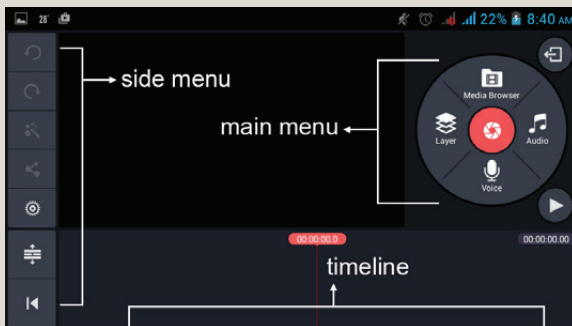 28° 22% 8:40 AM
side menu
Media Browser
main menu
Layer
Audio
Voice
00:00:00.0
00:00:00.00
timeline